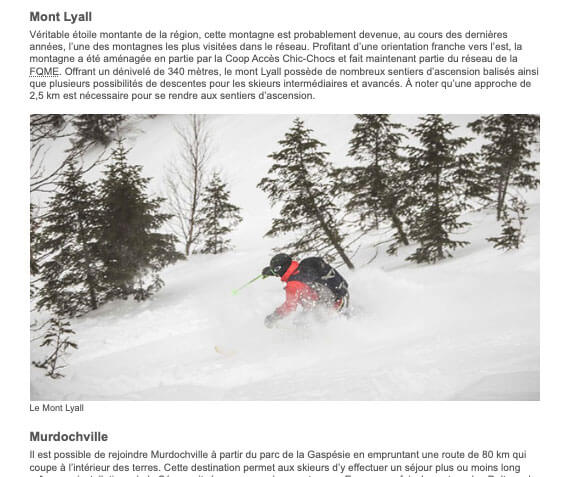 Mont Lyall
Véritable étoile montante de la région, cette montagne est probablement devenue, au cours des dernières
années, l'une des montagnes les plus visitées dans le réseau. Profitant d'une orientation franche vers l'est, la
montagne a été aménagée en partie par la Coop Accès Chic-Chocs et fait maintenant partie du réseau de la
FQME. Offrant un dénivelé de 340 mètres, le mont Lyall possède de nombreux sentiers d'ascension balisés ainsi
que plusieurs possibilités de descentes pour les skieurs intermédiaires et avancés. À noter qu'une approche de
2,5 km est nécessaire pour se rendre aux sentiers d'ascension.
Le Mont Lyall
Murdochville
Il est possible de rejoindre Murdochville à partir du parc de la Gaspésie en empruntant une route de 80 km qui
coupe à l'intérieur des terres. Cette destination permet aux skieurs d'y effectuer un séjour plus ou moins long